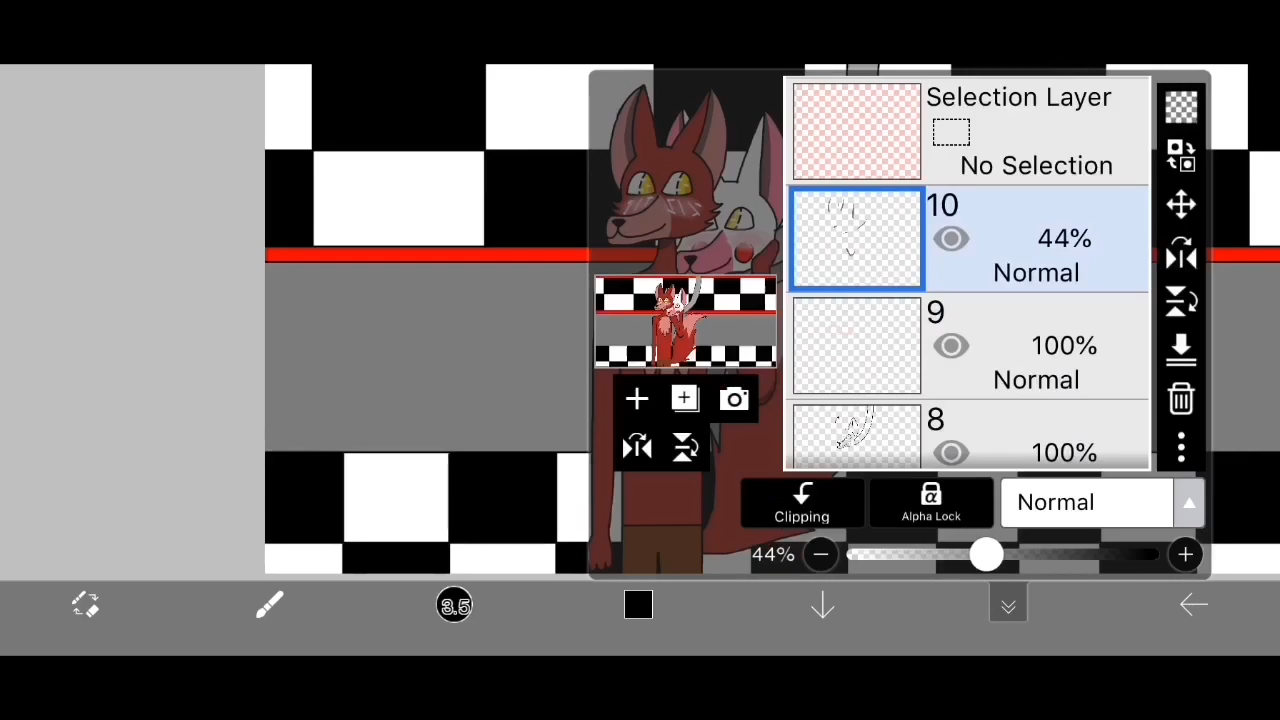 Selection Layer
No Selection
10
44%
Normal
9
100%
Normal
8
100%
Clipping
α
Alpha Lock
Normal
44%
3.5